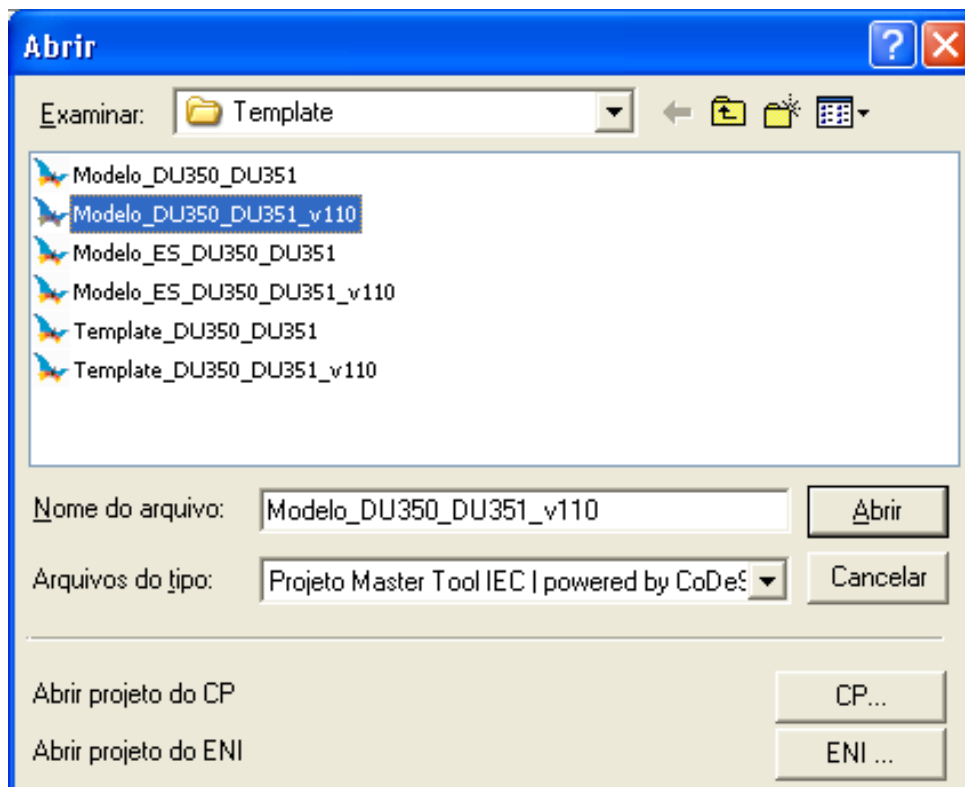 Abrir
Examinar: Template
Modelo_DU350_DU351
Modelo_DU350_DU351_v110
Modelo_ES_DU350_DU351
Modelo_ES_DU350_DU351_v110
Template_DU350_DU351
Template_DU350_DU351_v110
Nome do arquivo: Modelo_DU350_DU351_v110 Abrir
Arquivos do tipo: Projeto Master Tool IEC | powered by CoDeS Cancelar
Abrir projeto do CP CP...
Abrir projeto do ENI ENI ...